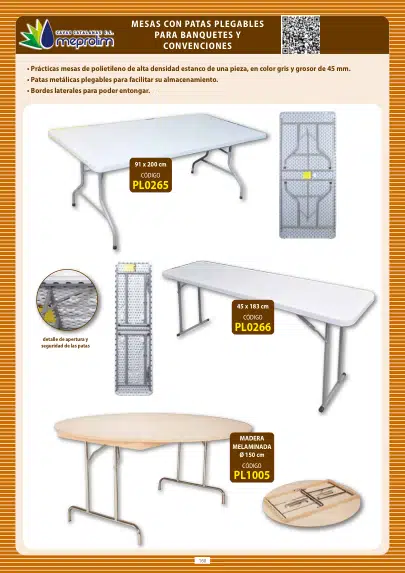 CAVAS CATALANAS S.L.
meprolim
MESAS CON PATAS PLEGABLES
PARA BANQUETES Y
CONVENCIONES
• Prácticas mesas de polietileno de alta densidad estanco de una pieza, en color gris y grosor de 45 mm.
• Patas metálicas plegables para facilitar su almacenamiento.
• Bordes laterales para poder entongar.
91 x 200 cm
CÓDIGO
PL0265
45 x 183 cm
CÓDIGO
PL0266
detalle de apertura y
seguridad de las patas
MADERA
MELAMINADA
Ø 150 cm
CÓDIGO
PL1005